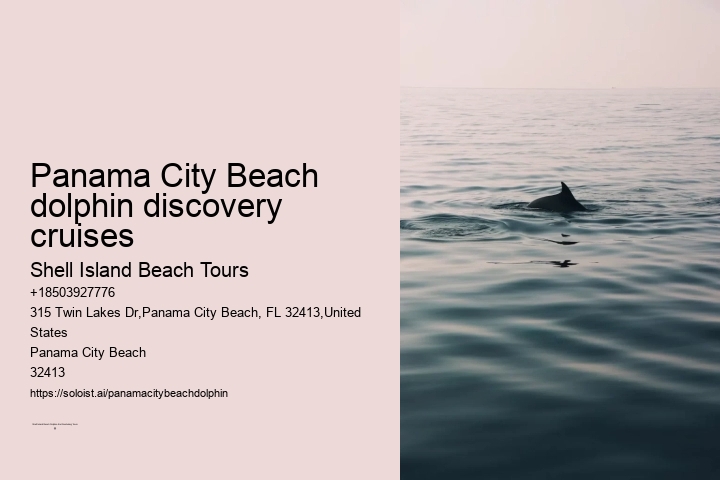 Panama City Beach
dolphin discovery
cruises
Shell Island Beach Tours
+18503927776
315 Twin Lakes Dr,Panama City Beach, FL 32413,United
States
Panama City Beach
32413
https://soloist.ai/panamacitybeachdolphin